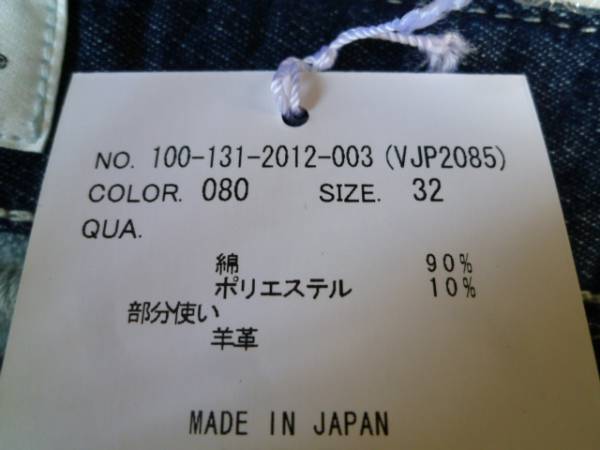 NO. 100-131-2012-003 (VJP2085)
COLOR. 080 SIZE. 32
QUA.
綿 90%
ポリエステル 10%
部分使い
羊革
MADE IN JAPAN